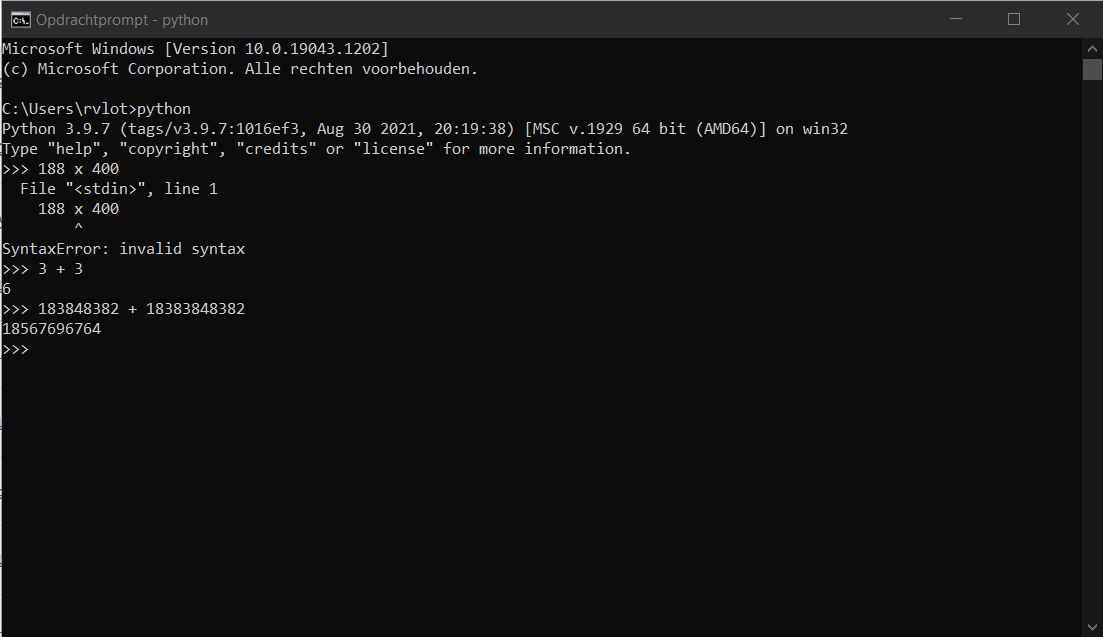 Opdrachtprompt - python
Microsoft Windows [Version 10.0.19043.1202]
(c) Microsoft Corporation. Alle rechten voorbehouden.
C:\Users\rvlot>python
Python 3.9.7 (tags/v3.9.7:1016ef3, Aug 30 2021, 20:19:38) [MSC v.1929 64 bit (AMD64)] on win32
Type "help", "copyright", "credits" or "license" for more information.
>>> 188 x 400
  File "<stdin>", line 1
    188 x 400
        ^
SyntaxError: invalid syntax
>>> 3 + 3
6
>>> 183848382 + 18383848382
18567696764
>>>